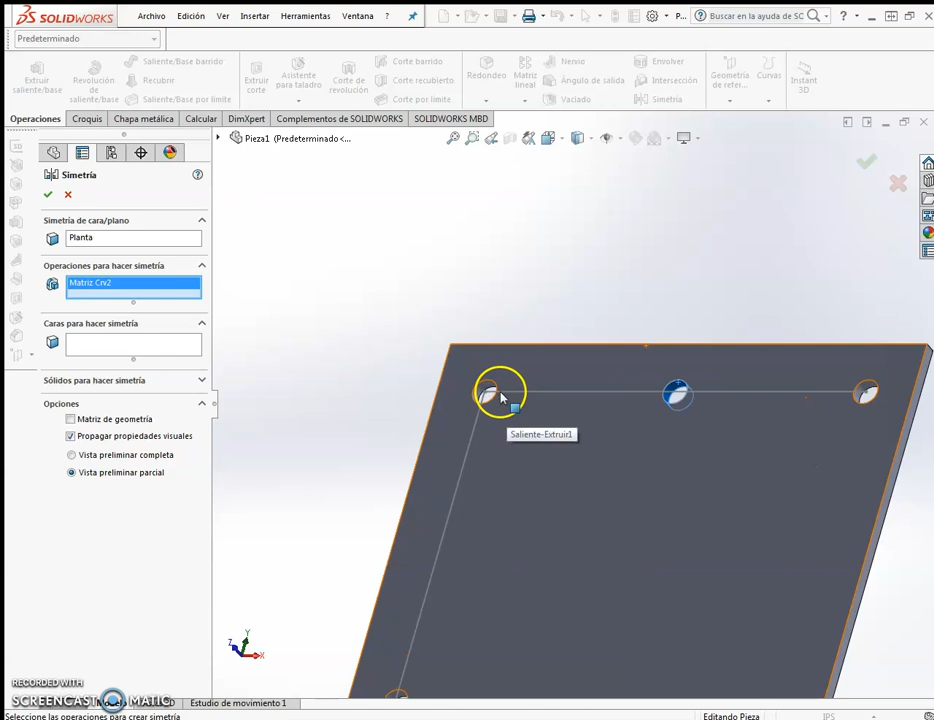 SOLIDWORKS
Archivo
Edición
Ver
Insertar
Herramientas
Ventana
?
P...
Buscar en la ayuda de SC
?
Predeterminado
Extruir saliente/base
Revolución de saliente/base
Saliente/Base barrido
Recubrir
Saliente/Base por límite
Extruir corte
Asistente para taladro
Corte de revolución
Corte barrido
Corte recubierto
Corte por límite
Redondeo
Matriz lineal
Nervio
Ángulo de salida
Vaciado
Envolver
Intersección
Simetría
Geometría de refer...
Curvas
Instant 3D
Operaciones
Croquis
Chapa metálica
Calcular
DimXpert
Complementos de SOLIDWORKS
SOLIDWORKS MBD
Pieza1 (Predeterminado<...
Simetría
Simetría de cara/plano
Planta
Operaciones para hacer simetría
Matriz Crv2
Caras para hacer simetría
Sólidos para hacer simetría
Opciones
Matriz de geometría
Propagar propiedades visuales
Vista preliminar completa
Vista preliminar parcial
Saliente-Extruir1
Y
Z
X
RECORDED WITH
SCREENCAST MATIC
Estudio de movimiento 1
Seleccione las operaciones para crear simetría
Editando Pieza
IPS